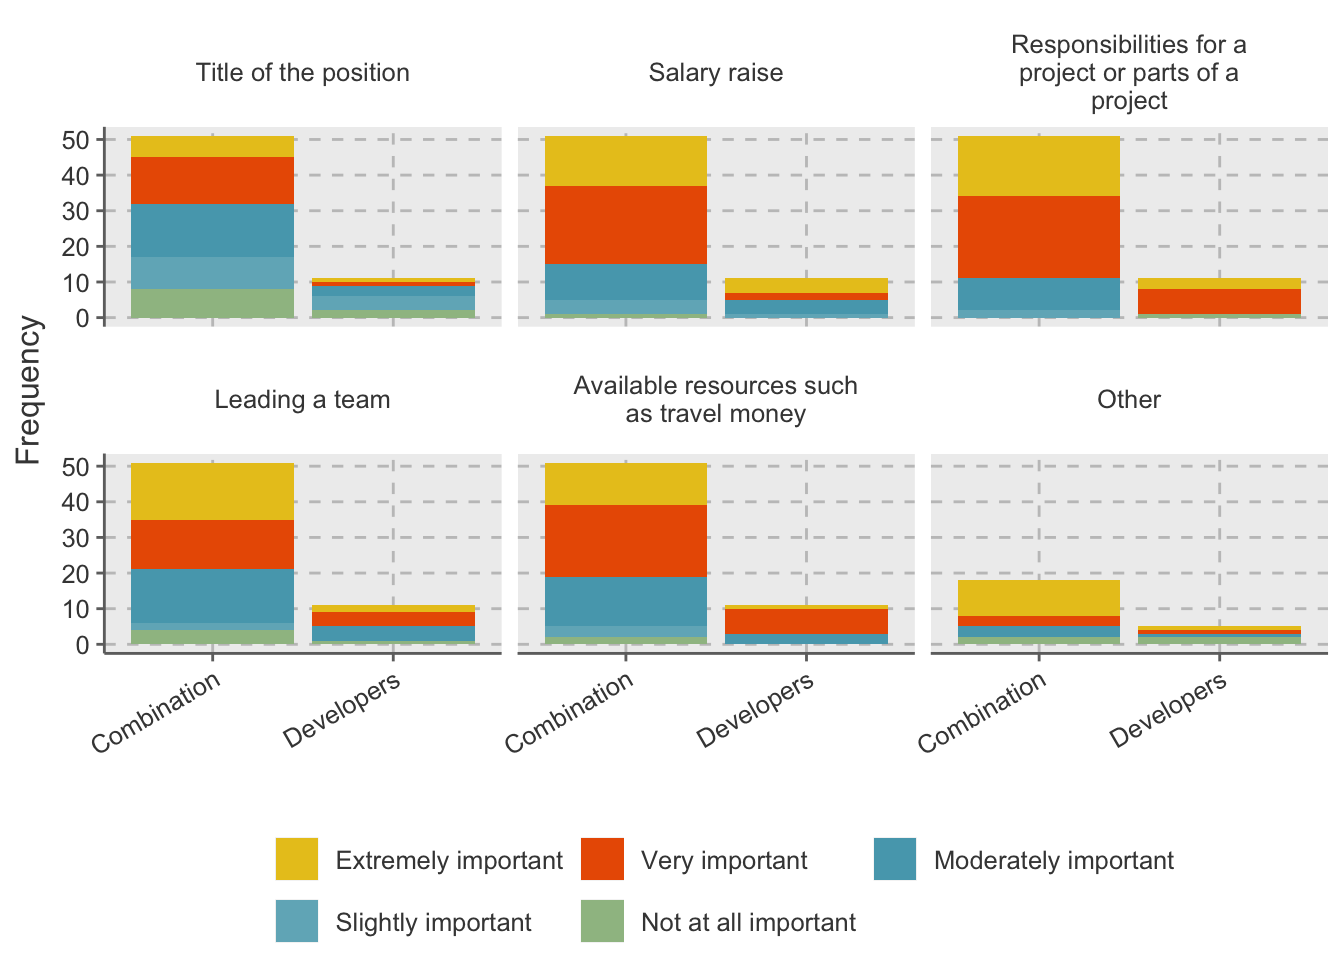 Title of the position
Salary raise
Responsibilities for a
project or parts of a
project
50
40
30
20
10
0
Frequency
Leading a team
Available resources such
as travel money
Other
50
40
30
20
10
0
Combination
Developers
Combination
Developers
Combination
Developers
Extremely important
Very important
Moderately important
Slightly important
Not at all important